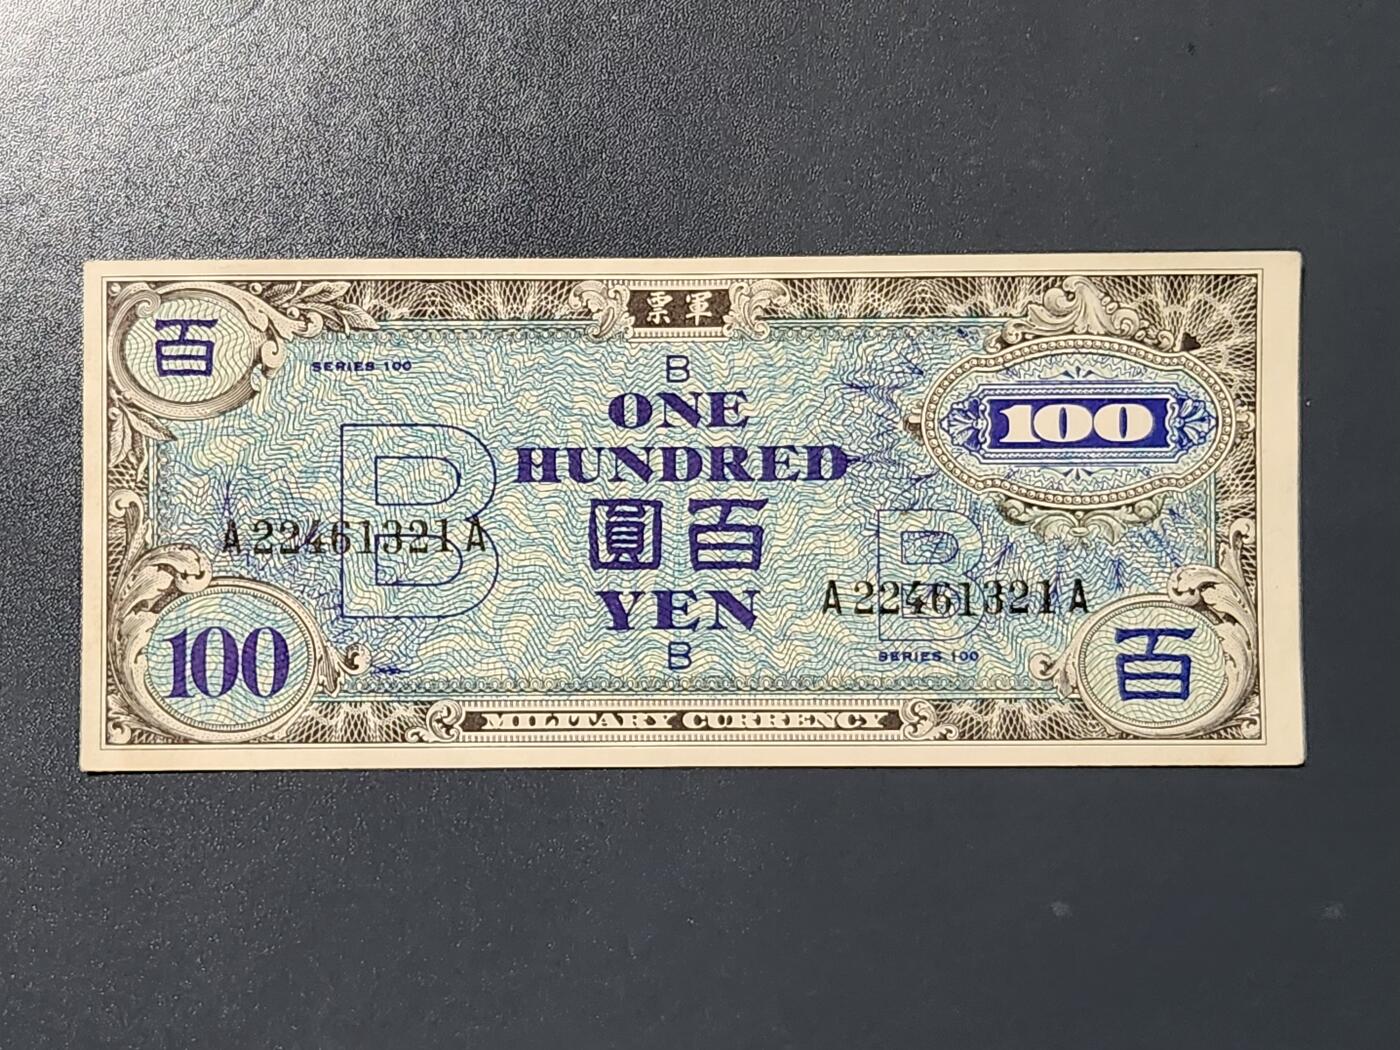 票軍
百
SERIES 100
B
ONE
100
HUNDRED
B
圓百
A22461321A
B
YEN
A22461321A
B
SERIES 100
100
百
MILITARY CURRENCY